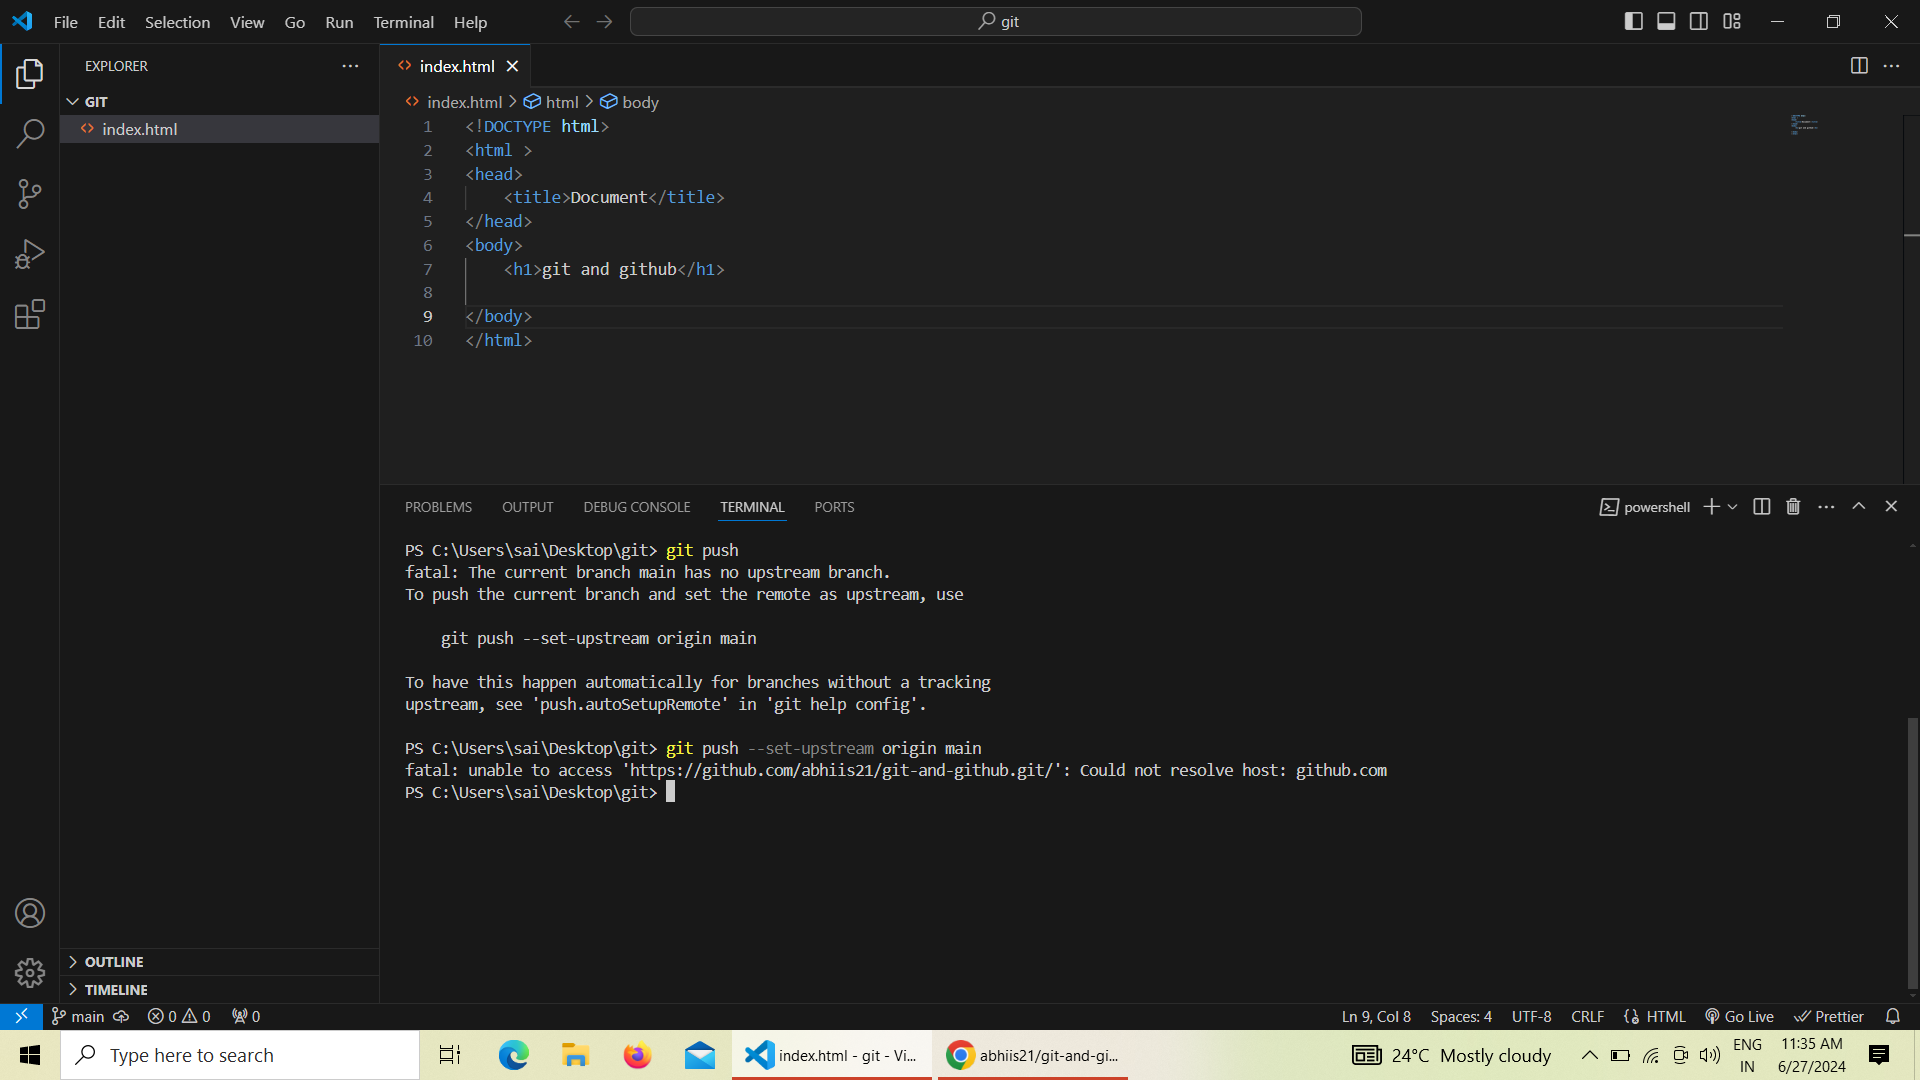 File Edit Selection View Go Run Terminal Help
git
EXPLORER
GIT
index.html
index.html
index.html > html > body
1 <!DOCTYPE html>
2 <html >
3 <head>
4 <title>Document</title>
5 </head>
6 <body>
7 <h1>git and github</h1>
8
9 </body>
10 </html>
PROBLEMS OUTPUT DEBUG CONSOLE TERMINAL PORTS
powershell
PS C:\Users\sai\Desktop\git> git push
fatal: The current branch main has no upstream branch.
To push the current branch and set the remote as upstream, use
git push --set-upstream origin main
To have this happen automatically for branches without a tracking
upstream, see 'push.autoSetupRemote' in 'git help config'.
PS C:\Users\sai\Desktop\git> git push --set-upstream origin main
fatal: unable to access 'https://github.com/abhiis21/git-and-github.git/': Could not resolve host: github.com
PS C:\Users\sai\Desktop\git>
OUTLINE
TIMELINE
main 0 0 0
Ln 9, Col 8 Spaces: 4 UTF-8 CRLF HTML Go Live Prettier
Type here to search
index.html - git - Vi...
abhiis21/git-and-gi...
24°C Mostly cloudy
ENG
IN
11:35 AM
6/27/2024